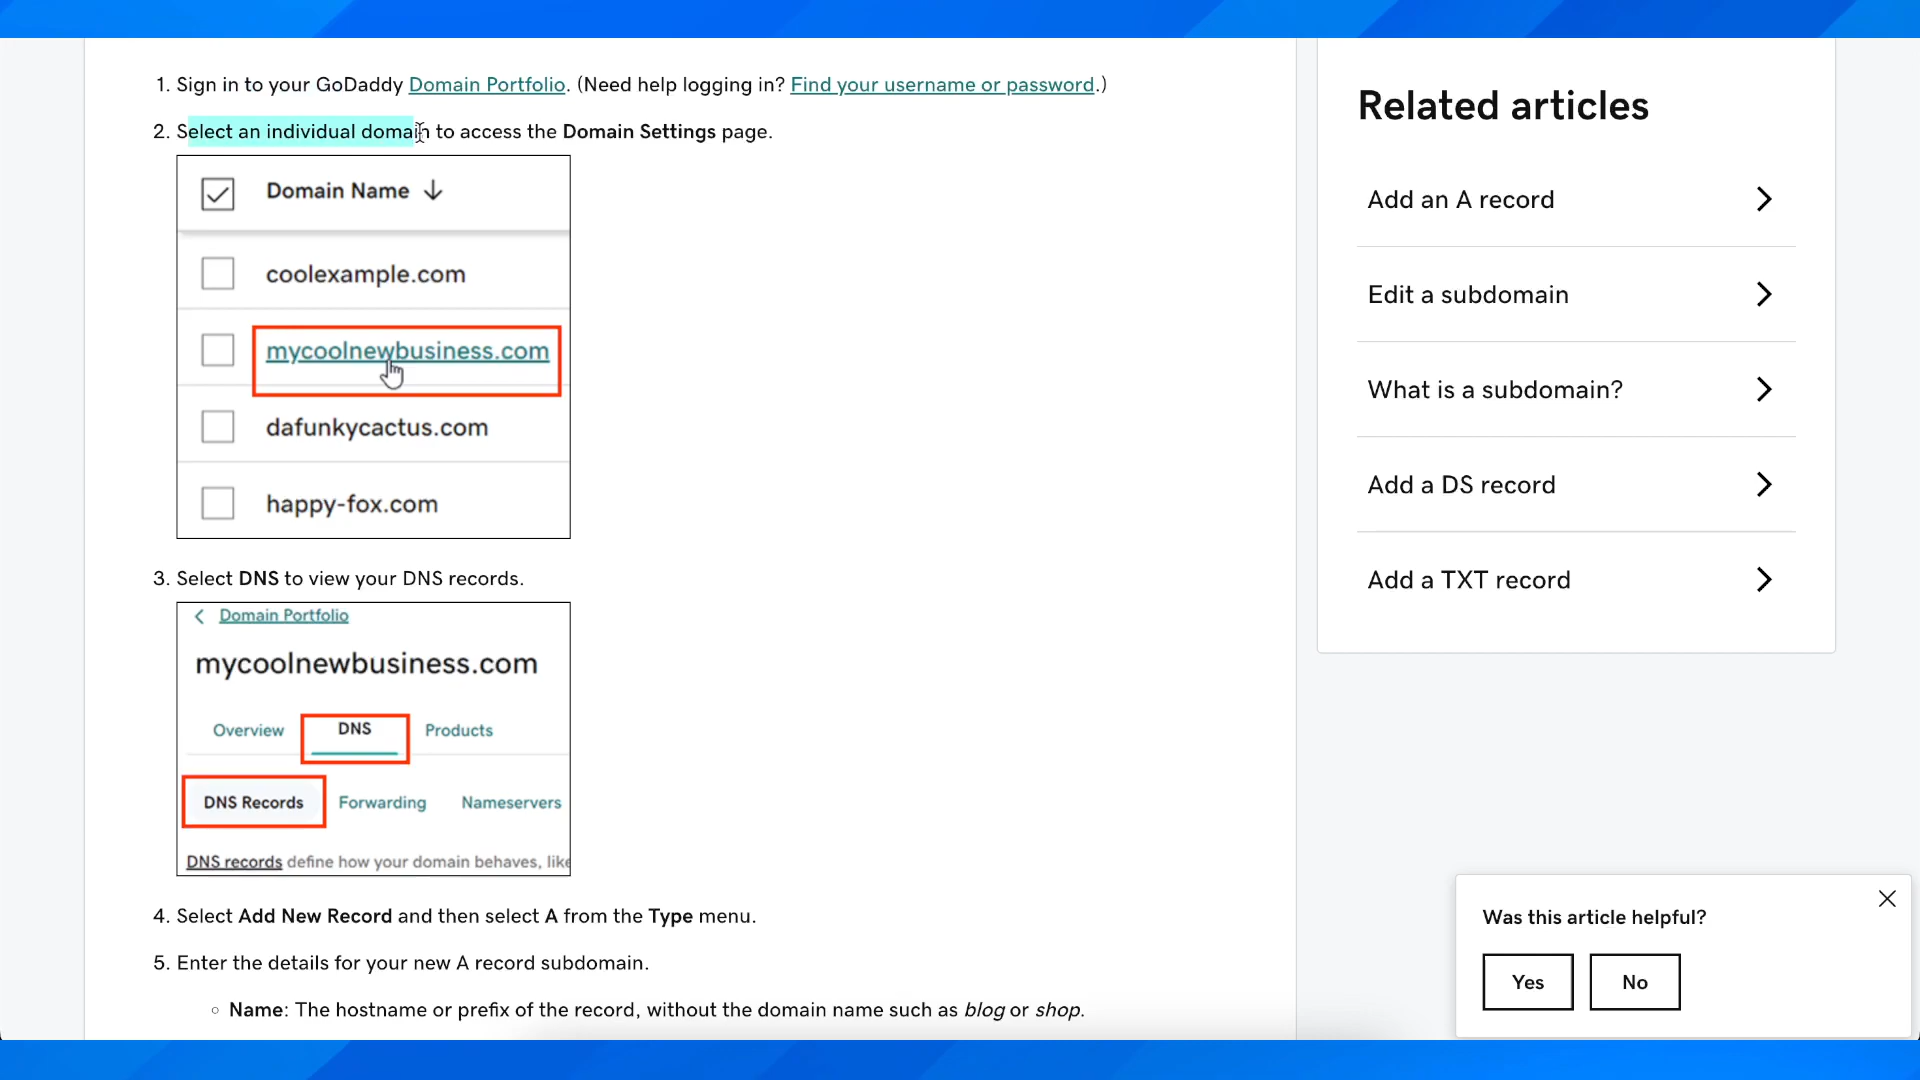 1. Sign in to your GoDaddy Domain Portfolio. (Need help logging in? Find your username or password.)
2. Select an individual domain to access the Domain Settings page.
Domain Name ↓
coolexample.com
mycoolnewbusiness.com
dafunkycactus.com
happy-fox.com
3. Select DNS to view your DNS records.
Domain Portfolio
mycoolnewbusiness.com
Overview DNS Products
DNS Records Forwarding Nameservers
DNS records define how your domain behaves, like
4. Select Add New Record and then select A from the Type menu.
5. Enter the details for your new A record subdomain.
Name: The hostname or prefix of the record, without the domain name such as blog or shop.
Related articles
Add an A record
Edit a subdomain
What is a subdomain?
Add a DS record
Add a TXT record
Was this article helpful?
Yes No